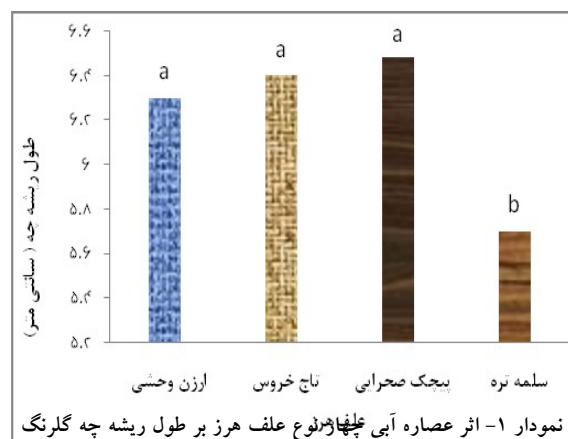 ۶.۶
۶.۴
۶.۲
۶
۵.۸
۵.۶
۵.۴
۵.۲
طول ریشه چه ( سانتی متر)
a
a
a
b
ارزن وحشی
تاج خروس
پیچک صحرایی
سلمه تره
علف هرز
نمودار ۱- اثر عصاره آبی چهار نوع علف هرز بر طول ریشه چه گلرنگ